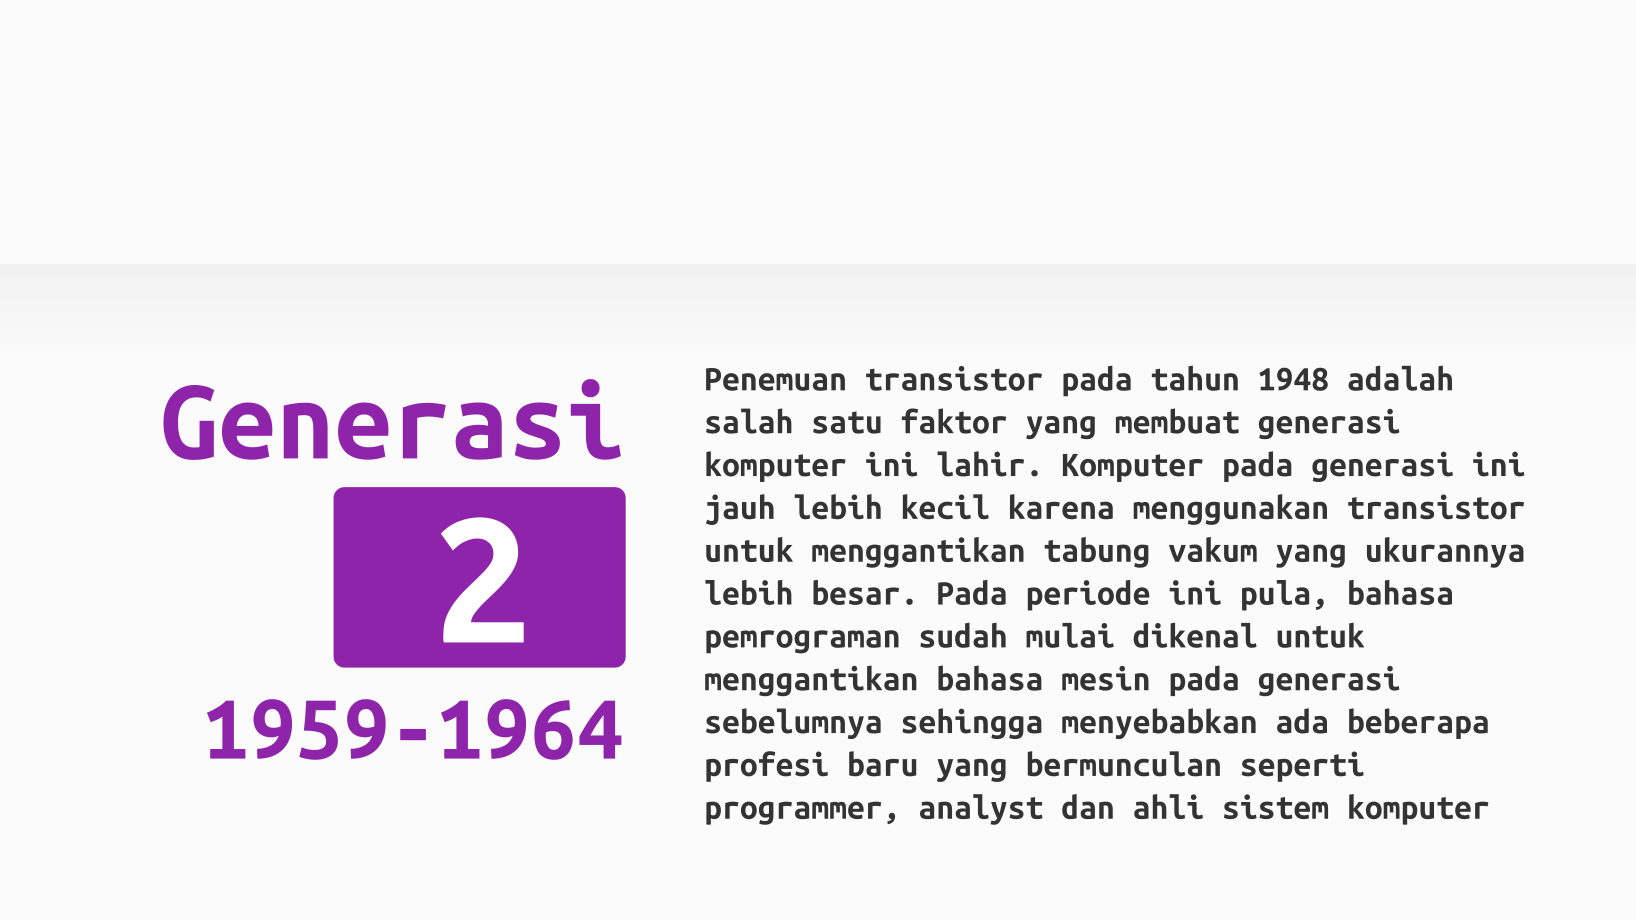 Generasi
2
1959-1964
Penemuan transistor pada tahun 1948 adalah
salah satu faktor yang membuat generasi
komputer ini lahir. Komputer pada generasi ini
jauh lebih kecil karena menggunakan transistor
untuk menggantikan tabung vakum yang ukurannya
lebih besar. Pada periode ini pula, bahasa
pemrograman sudah mulai dikenal untuk
menggantikan bahasa mesin pada generasi
sebelumnya sehingga menyebabkan ada beberapa
profesi baru yang bermunculan seperti
programmer, analyst dan ahli sistem komputer